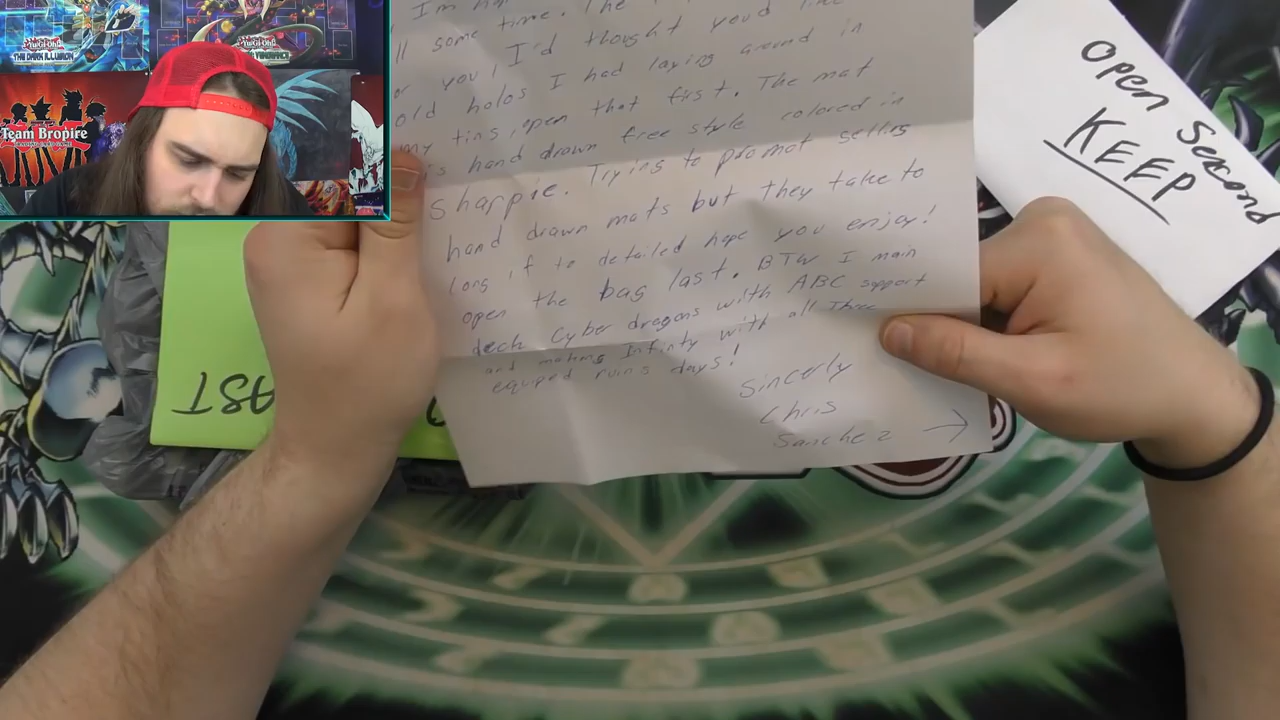 YU-GI-OH!
THE DARK ILLUSION
YU-GI-OH!
Team Bropire
I'm
ll some time. The
or you, I'd thought you'd like
old holos I had laying around in
my tins, open that first. The mat
is hand drawn free style colored in
sharpie. Trying to promot selling
hand drawn mats but they take to
long if to detailed hope you enjoy!
open the bag last. BTW I main
deck Cyber dragons with ABC support
and making Infinty with all three
equiped ruins days!
Sincerly
Chris
Sanchez
Open Second
KEEP
LAST